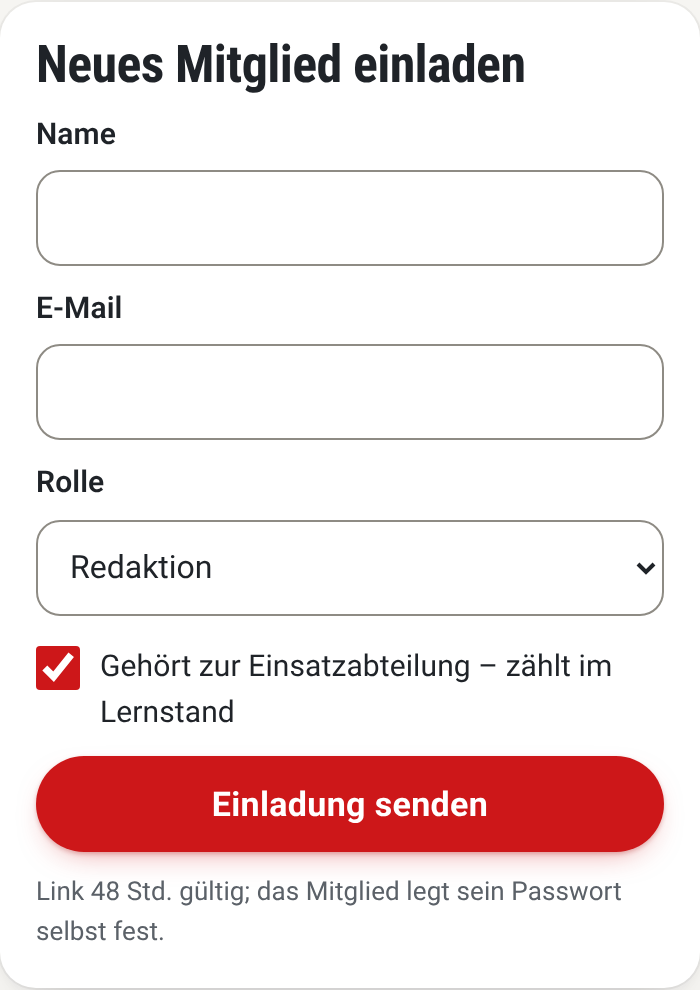 Neues Mitglied einladen
Name
E-Mail
Rolle
Redaktion
Gehört zur Einsatzabteilung – zählt im
Lernstand
Einladung senden
Link 48 Std. gültig; das Mitglied legt sein Passwort
selbst fest.